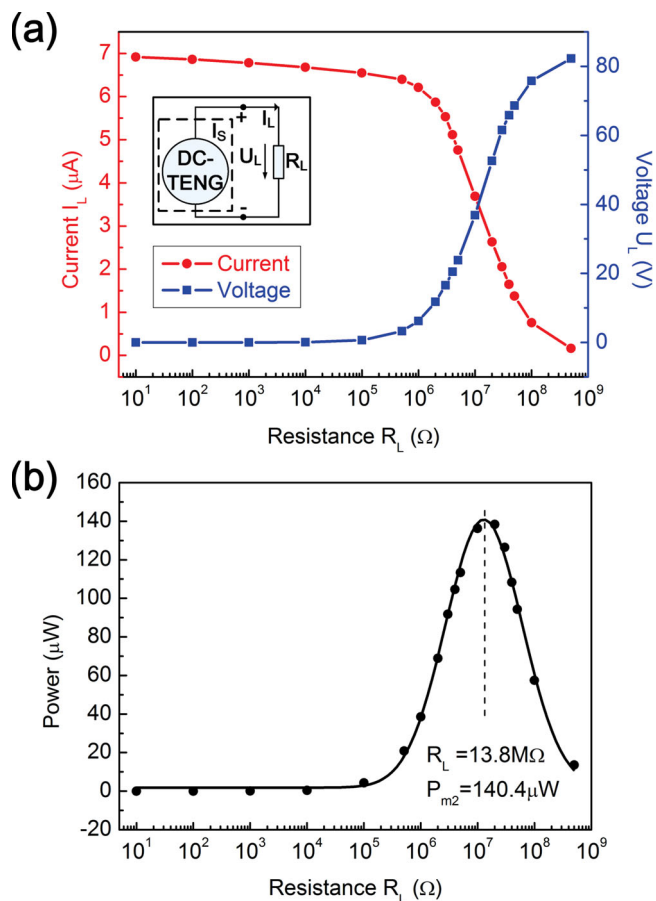 (a)
7
6
5
4
3
2
1
0
Current I_L (μA)
80
60
40
20
0
Voltage U_L (V)
I_S
+
I_L
DC-
TENG
U_L
R_L
-
Current
Voltage
10^1 10^2 10^3 10^4 10^5 10^6 10^7 10^8 10^9
Resistance R_L (Ω)
(b)
160
140
120
100
80
60
40
20
0
-20
Power (μW)
R_L =13.8MΩ
P_m2=140.4μW
10^1 10^2 10^3 10^4 10^5 10^6 10^7 10^8 10^9
Resistance R_L (Ω)